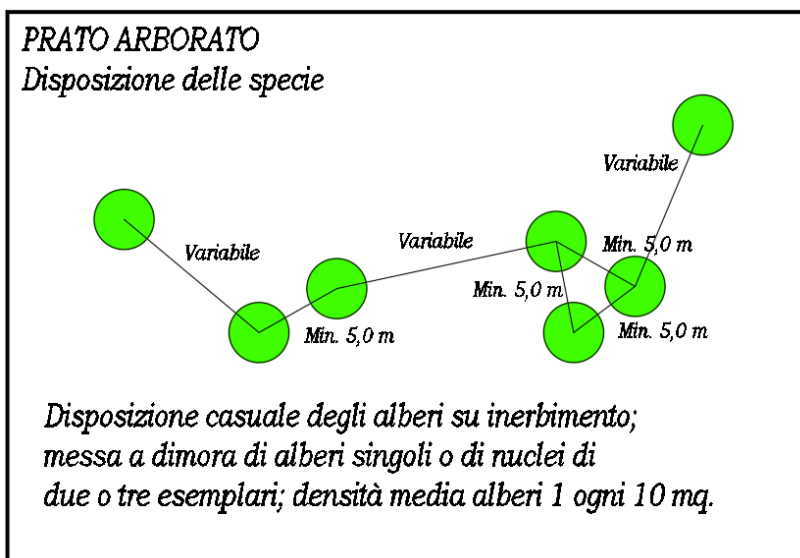 PRATO ARBORATO
Disposizione delle specie
Variabile
Variabile
Variabile
Min. 5,0 m
Min. 5,0 m
Min. 5,0 m
Min. 5,0 m
Disposizione casuale degli alberi su inerbimento;
messa a dimora di alberi singoli o di nuclei di
due o tre esemplari; densità media alberi 1 ogni 10 mq.